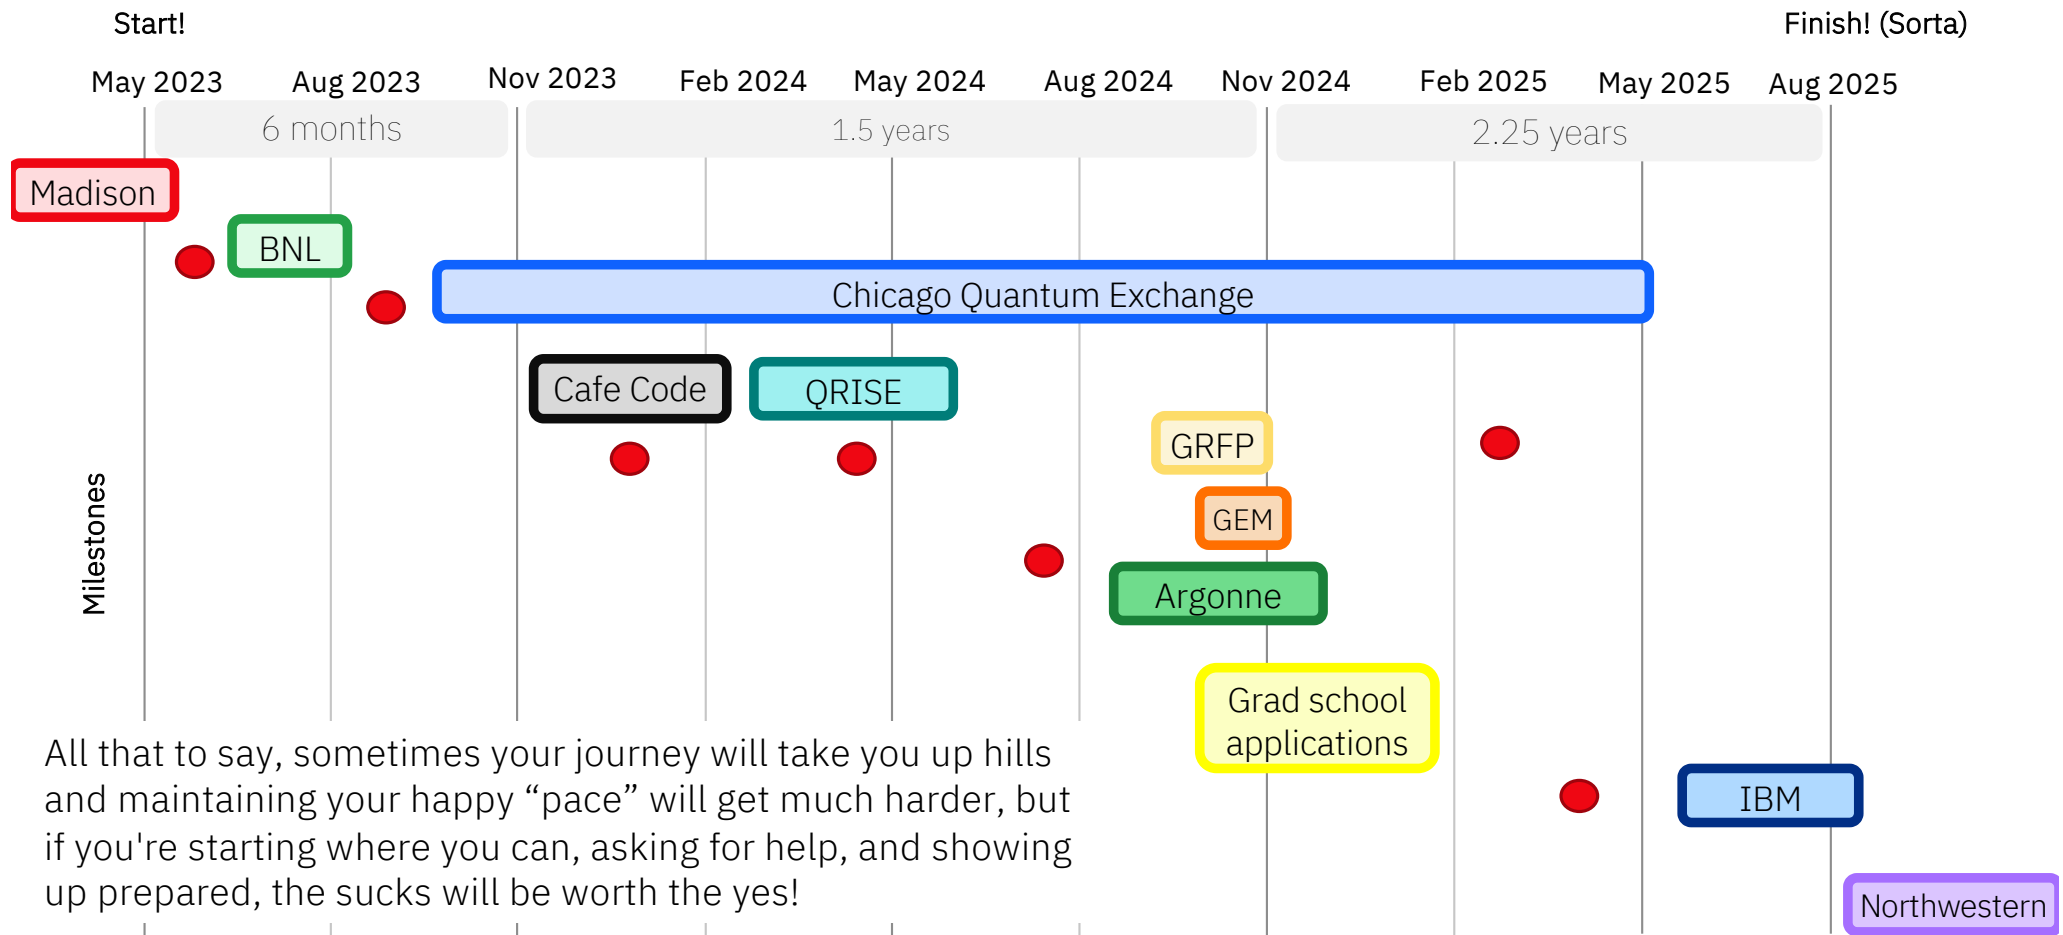 Start!
Finish! (Sorta)
May 2023
Aug 2023
Nov 2023
Feb 2024
May 2024
Aug 2024
Nov 2024
Feb 2025
May 2025
Aug 2025
6 months
1.5 years
2.25 years
Madison
BNL
Chicago Quantum Exchange
Cafe Code
QRISE
GRFP
GEM
Milestones
Argonne
Grad school
applications
All that to say, sometimes your journey will take you up hills
and maintaining your happy “pace” will get much harder, but
if you're starting where you can, asking for help, and showing
up prepared, the sucks will be worth the yes!
IBM
Northwestern